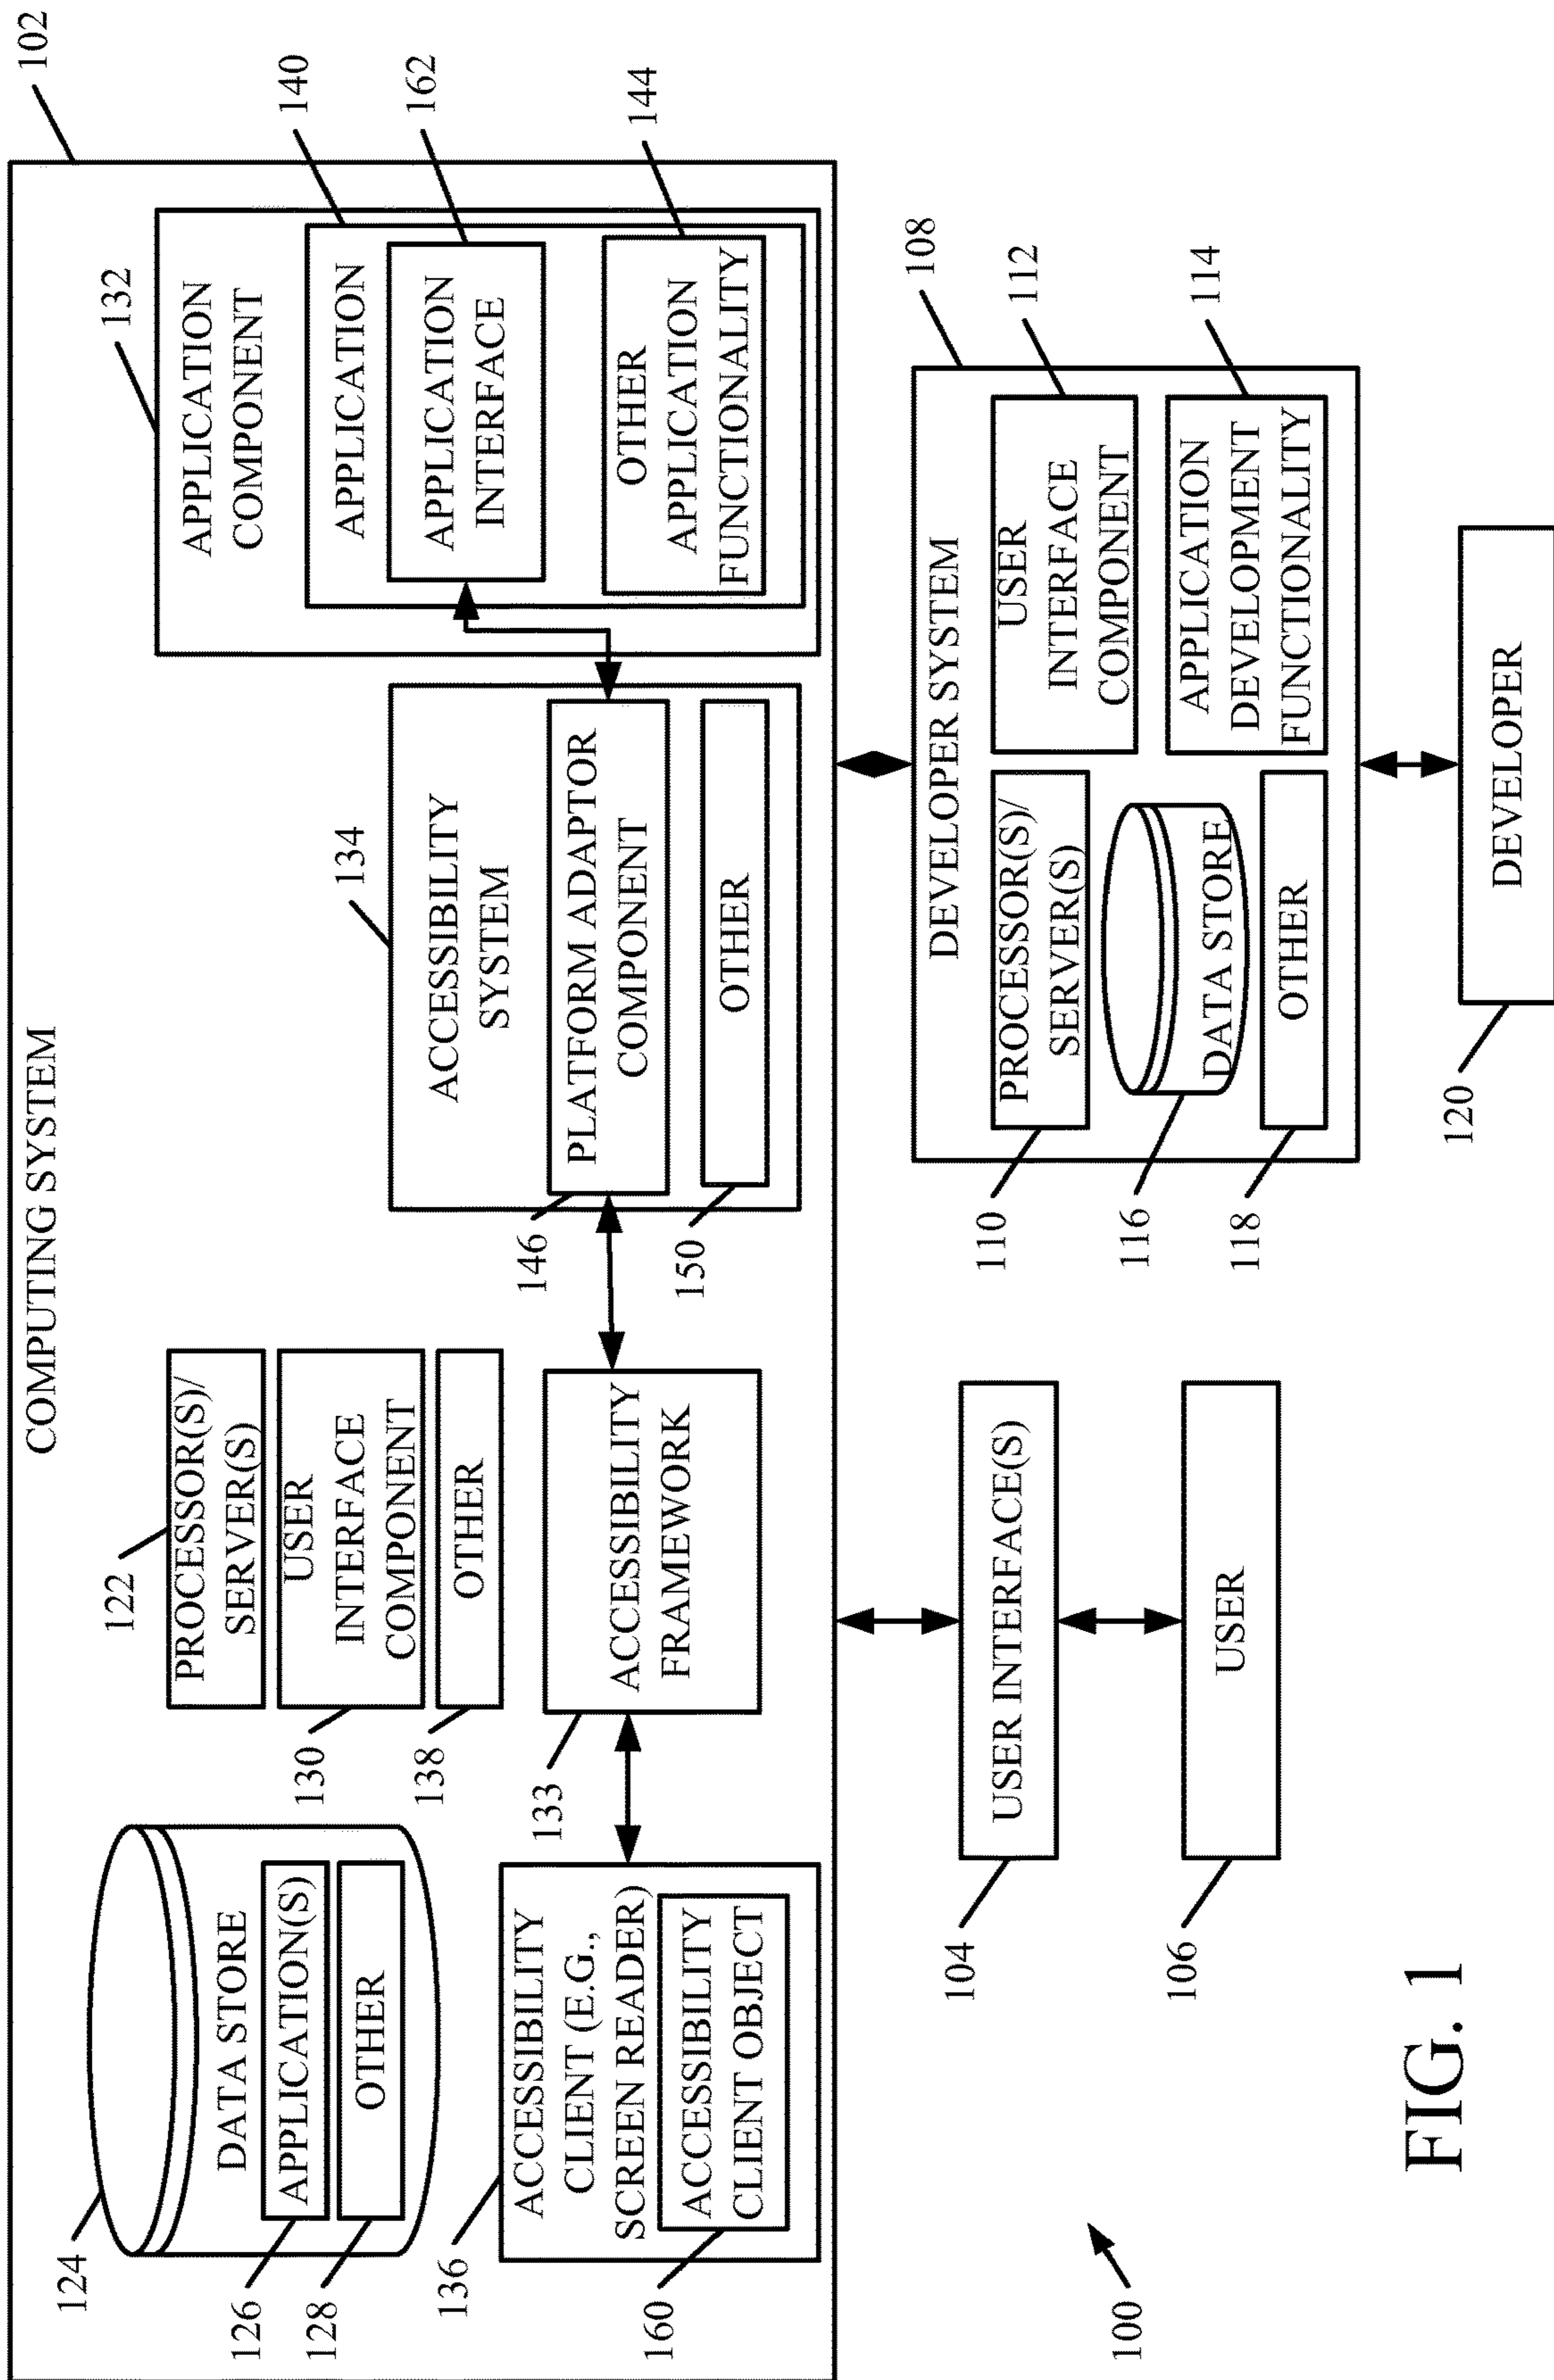 COMPUTING SYSTEM
102
124
DATA STORE
126
APPLICATION(S)
128
OTHER
122
PROCESSOR(S)/
SERVER(S)
130
USER
INTERFACE
COMPONENT
138
OTHER
136
ACCESSIBILITY
CLIENT (E.G.,
SCREEN READER)
160
ACCESSIBILITY
CLIENT OBJECT
133
ACCESSIBILITY
FRAMEWORK
134
ACCESSIBILITY
SYSTEM
146
PLATFORM ADAPTOR
COMPONENT
150
OTHER
132
APPLICATION
COMPONENT
140
APPLICATION
162
APPLICATION
INTERFACE
144
OTHER
APPLICATION
FUNCTIONALITY
104
USER INTERFACE(S)
106
USER
108
DEVELOPER SYSTEM
110
PROCESSOR(S)/
SERVER(S)
112
USER
INTERFACE
COMPONENT
116
DATA STORE
114
APPLICATION
DEVELOPMENT
FUNCTIONALITY
118
OTHER
120
DEVELOPER
100
FIG. 1